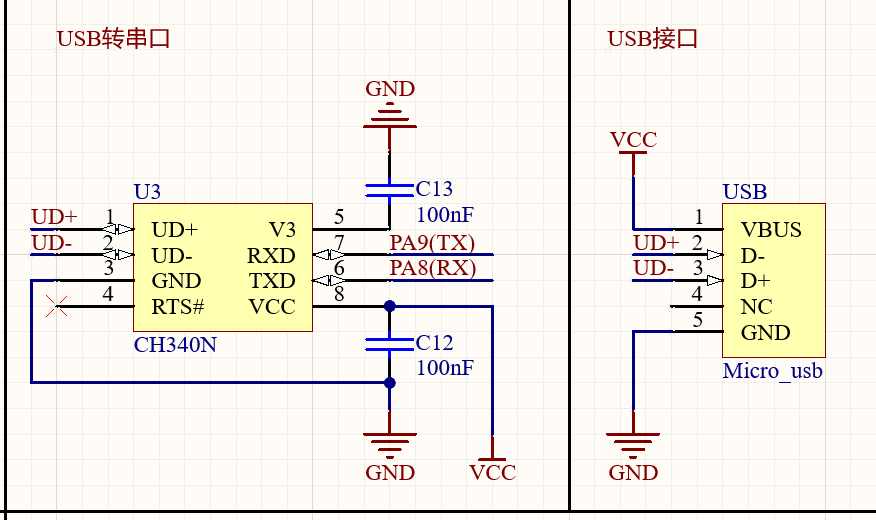 USB转串口
GND
C13
100nF
U3
UD+ 1 UD+ V3 5
UD- 2 UD- RXD 7 PA9(TX)
3 GND TXD 6 PA8(RX)
4 RTS# VCC 8
CH340N
C12
100nF
GND
VCC
USB接口
VCC
USB
1 VBUS
UD+ 2 D-
UD- 3 D+
4 NC
5 GND
Micro_usb
GND